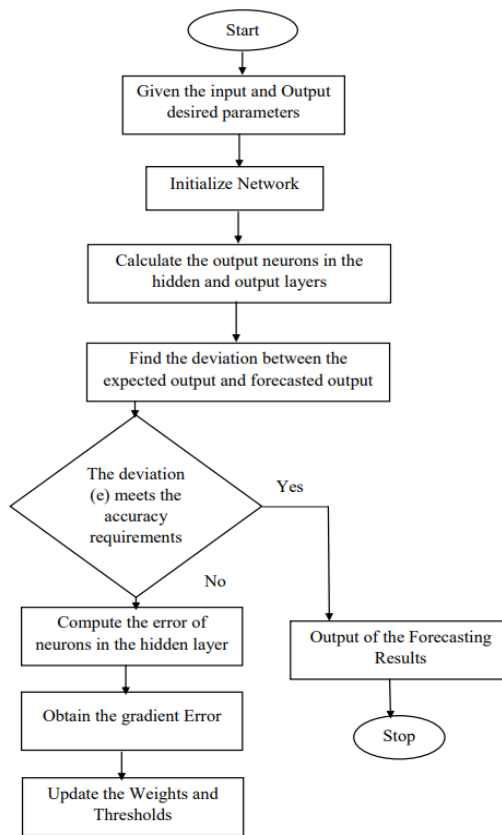 Start
Given the input and Output
desired parameters
Initialize Network
Calculate the output neurons in the
hidden and output layers
Find the deviation between the
expected output and forecasted output
The deviation
(e) meets the
accuracy
requirements
Yes
No
Compute the error of
neurons in the hidden layer
Output of the Forecasting
Results
Obtain the gradient Error
Stop
Update the Weights and
Thresholds